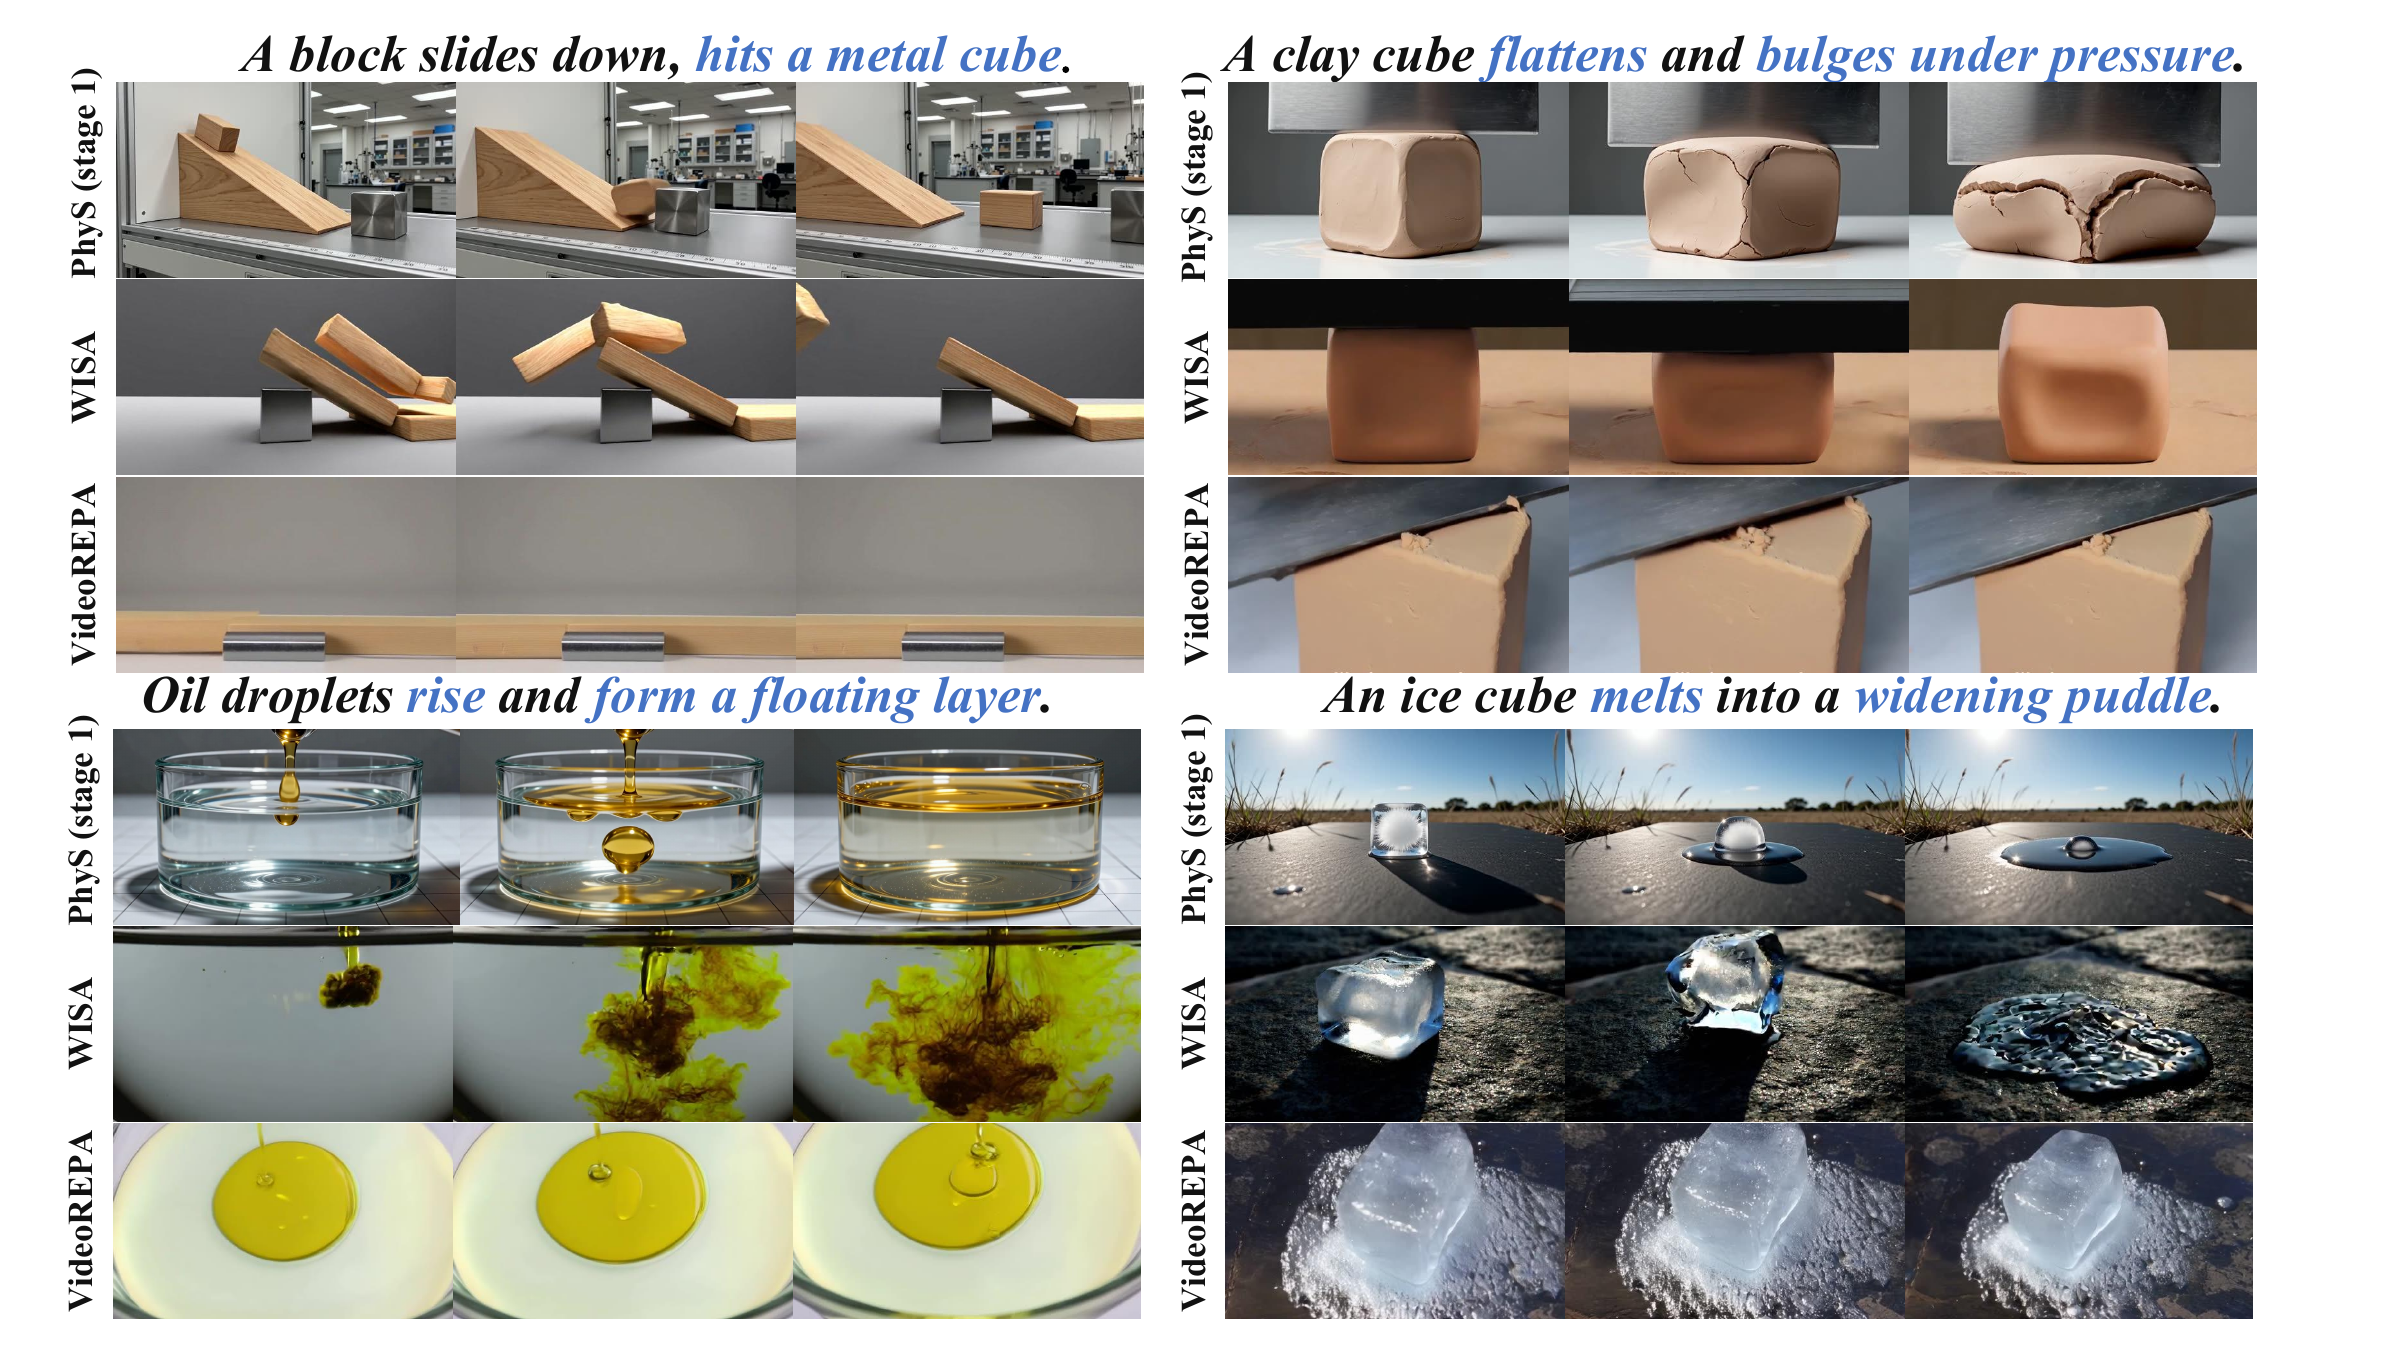 A block slides down, hits a metal cube.
PhyS (stage 1)
WISA
VideoREPA
A clay cube flattens and bulges under pressure.
PhyS (stage 1)
WISA
VideoREPA
Oil droplets rise and form a floating layer.
PhyS (stage 1)
WISA
VideoREPA
An ice cube melts into a widening puddle.
PhyS (stage 1)
WISA
VideoREPA